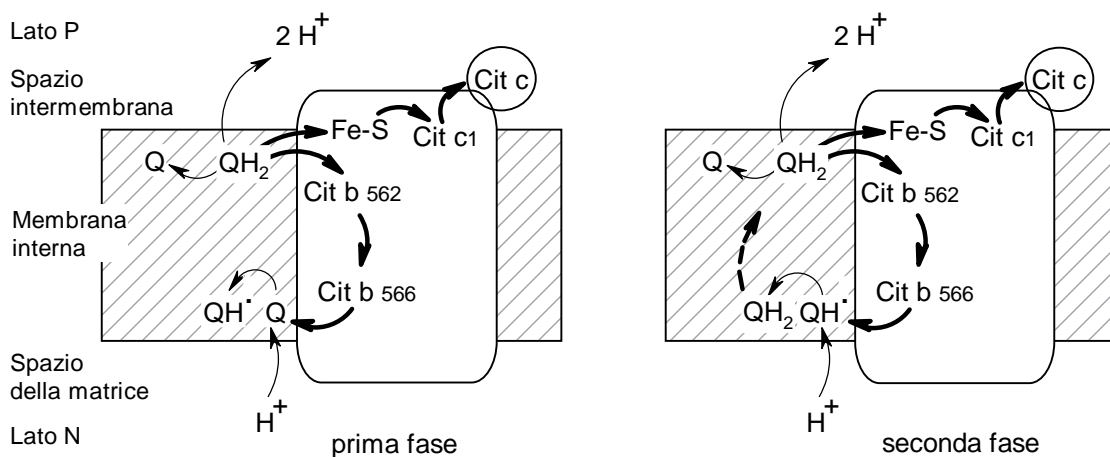 Lato P
Spazio
intermembrana
Membrana
interna
Spazio
della matrice
Lato N
2 H+
Cit c
Fe-S
Cit c1
Q
QH2
Cit b 562
Cit b 566
QH· Q
H+
prima fase
2 H+
Cit c
Fe-S
Cit c1
Q
QH2
Cit b 562
Cit b 566
QH2 QH·
H+
seconda fase